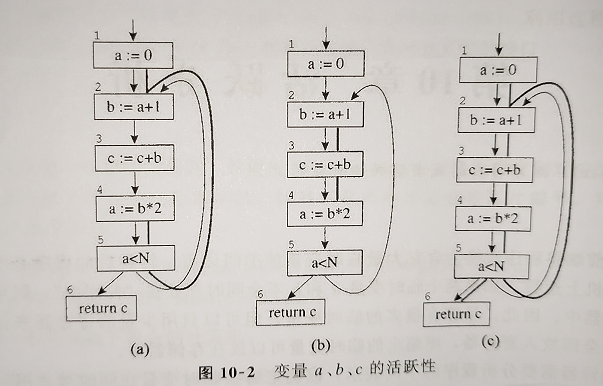 1
a := 0
2
b := a+1
3
c := c+b
4
a := b*2
5
a<N
6
return c
(a)
1
a := 0
2
b := a+1
3
c := c+b
4
a := b*2
5
a<N
6
return c
(b)
1
a := 0
2
b := a+1
3
c := c+b
4
a := b*2
5
a<N
6
return c
(c)
图 10-2 变量 a、b、c 的活跃性